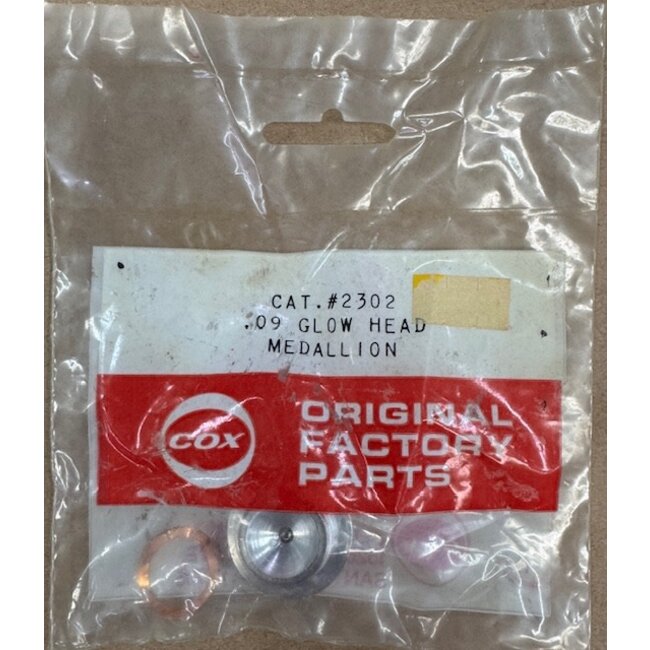 CAT.#2302
.09 GLOW HEAD
MEDALLION
COX
ORIGINAL
FACTORY
PARTS